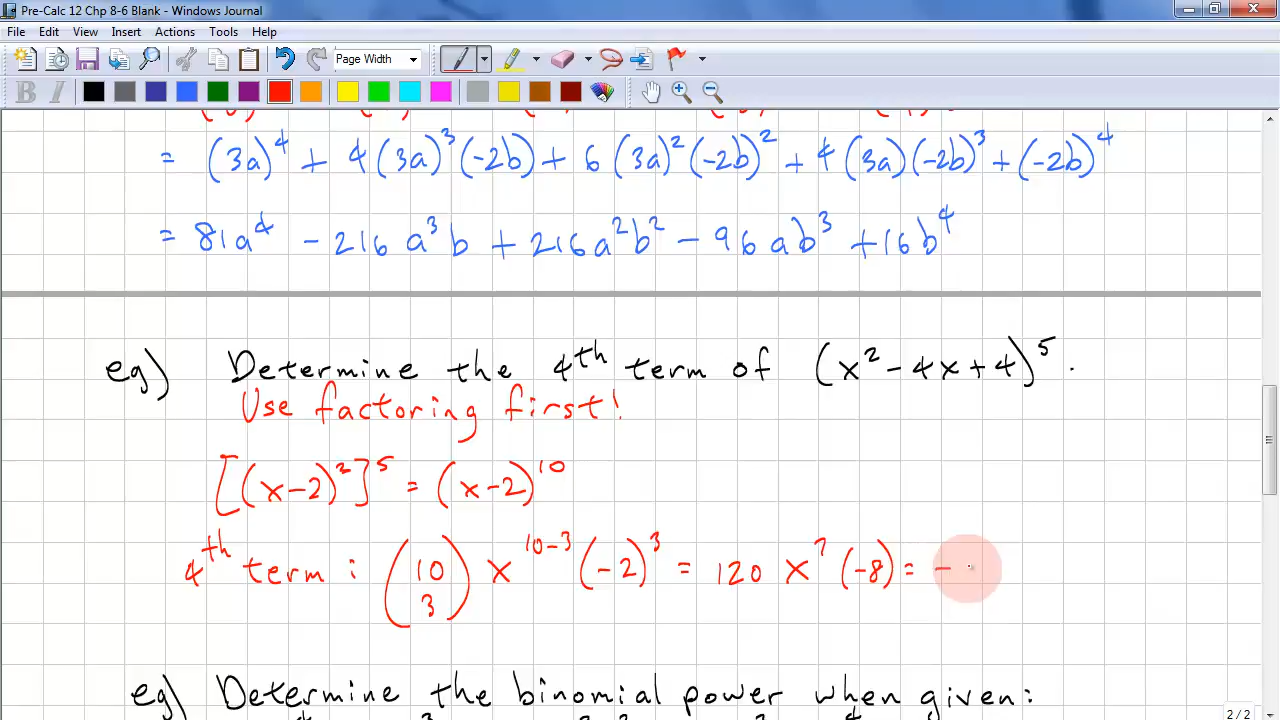 Pre-Calc 12 Chp 8-6 Blank - Windows Journal
File Edit View Insert Actions Tools Help
Page Width
B I
= (3a)⁴ + 4(3a)³(-2b) + 6(3a)²(-2b)² + 4(3a)(-2b)³ + (-2b)⁴
= 81a⁴ - 216a³b + 216a²b² - 96ab³ + 16b⁴
eg) Determine the 4th term of (x² - 4x + 4)⁵.
Use factoring first!
[(x-2)²]⁵ = (x-2)¹⁰
4th term : (10 3) x¹⁰⁻³ (-2)³ = 120 x⁷ (-8) = -
eg) Determine the binomial power when given:
2/2